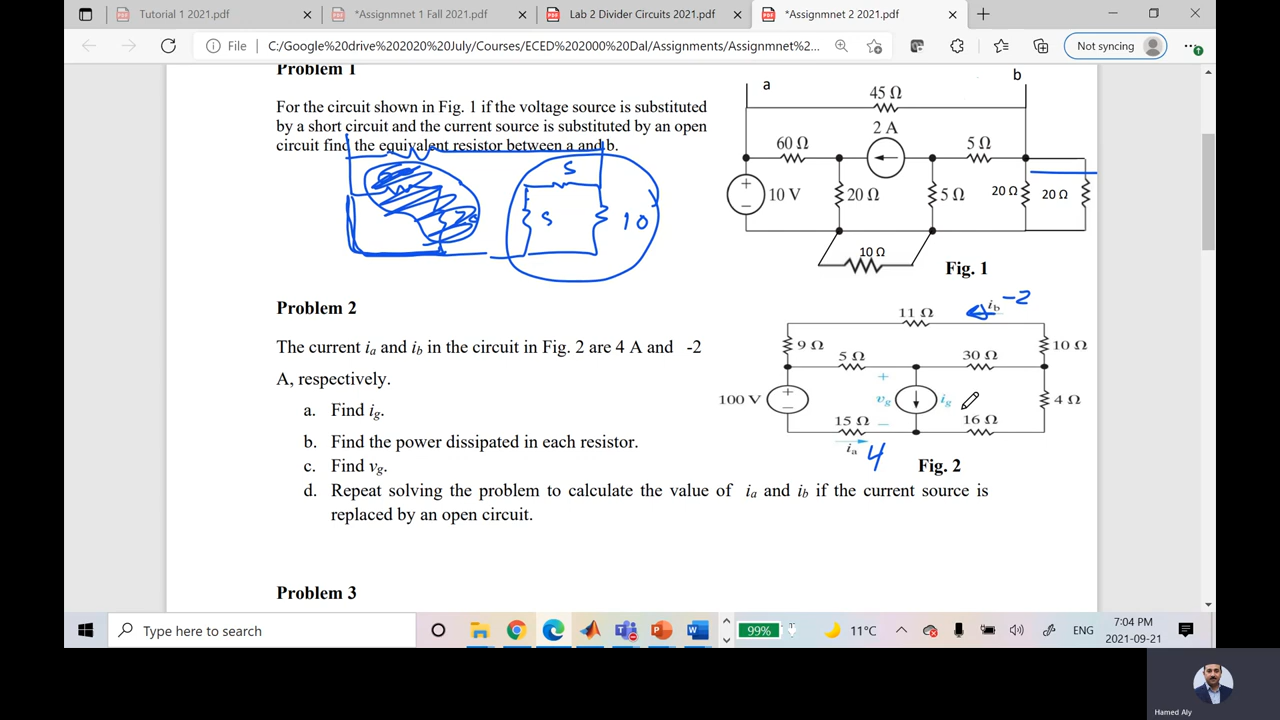 Tutorial 1 2021.pdf
*Assignmnet 1 Fall 2021.pdf
Lab 2 Divider Circuits 2021.pdf
*Assignmnet 2 2021.pdf
File
C:/Google%20drive%202020%20July/Courses/ECED%202000%20Dal/Assignments/Assignmnet%2...
Not syncing
Problem 1
For the circuit shown in Fig. 1 if the voltage source is substituted
by a short circuit and the current source is substituted by an open
circuit find the equivalent resistor between a and b.
5
5
10
20
a
b
45 Ω
2 A
60 Ω
5 Ω
10 V
20 Ω
5 Ω
20 Ω
20 Ω
10 Ω
Fig. 1
Problem 2
The current ia and ib in the circuit in Fig. 2 are 4 A and -2
A, respectively.
a. Find ig.
b. Find the power dissipated in each resistor.
c. Find vg.
d. Repeat solving the problem to calculate the value of ia and ib if the current source is
replaced by an open circuit.
11 Ω
ib
-2
9 Ω
5 Ω
30 Ω
10 Ω
100 V
+
vg
−
ig
4 Ω
15 Ω
16 Ω
ia
4
Fig. 2
Problem 3
Type here to search
99%
11°C
ENG
7:04 PM
2021-09-21
Hamed Aly